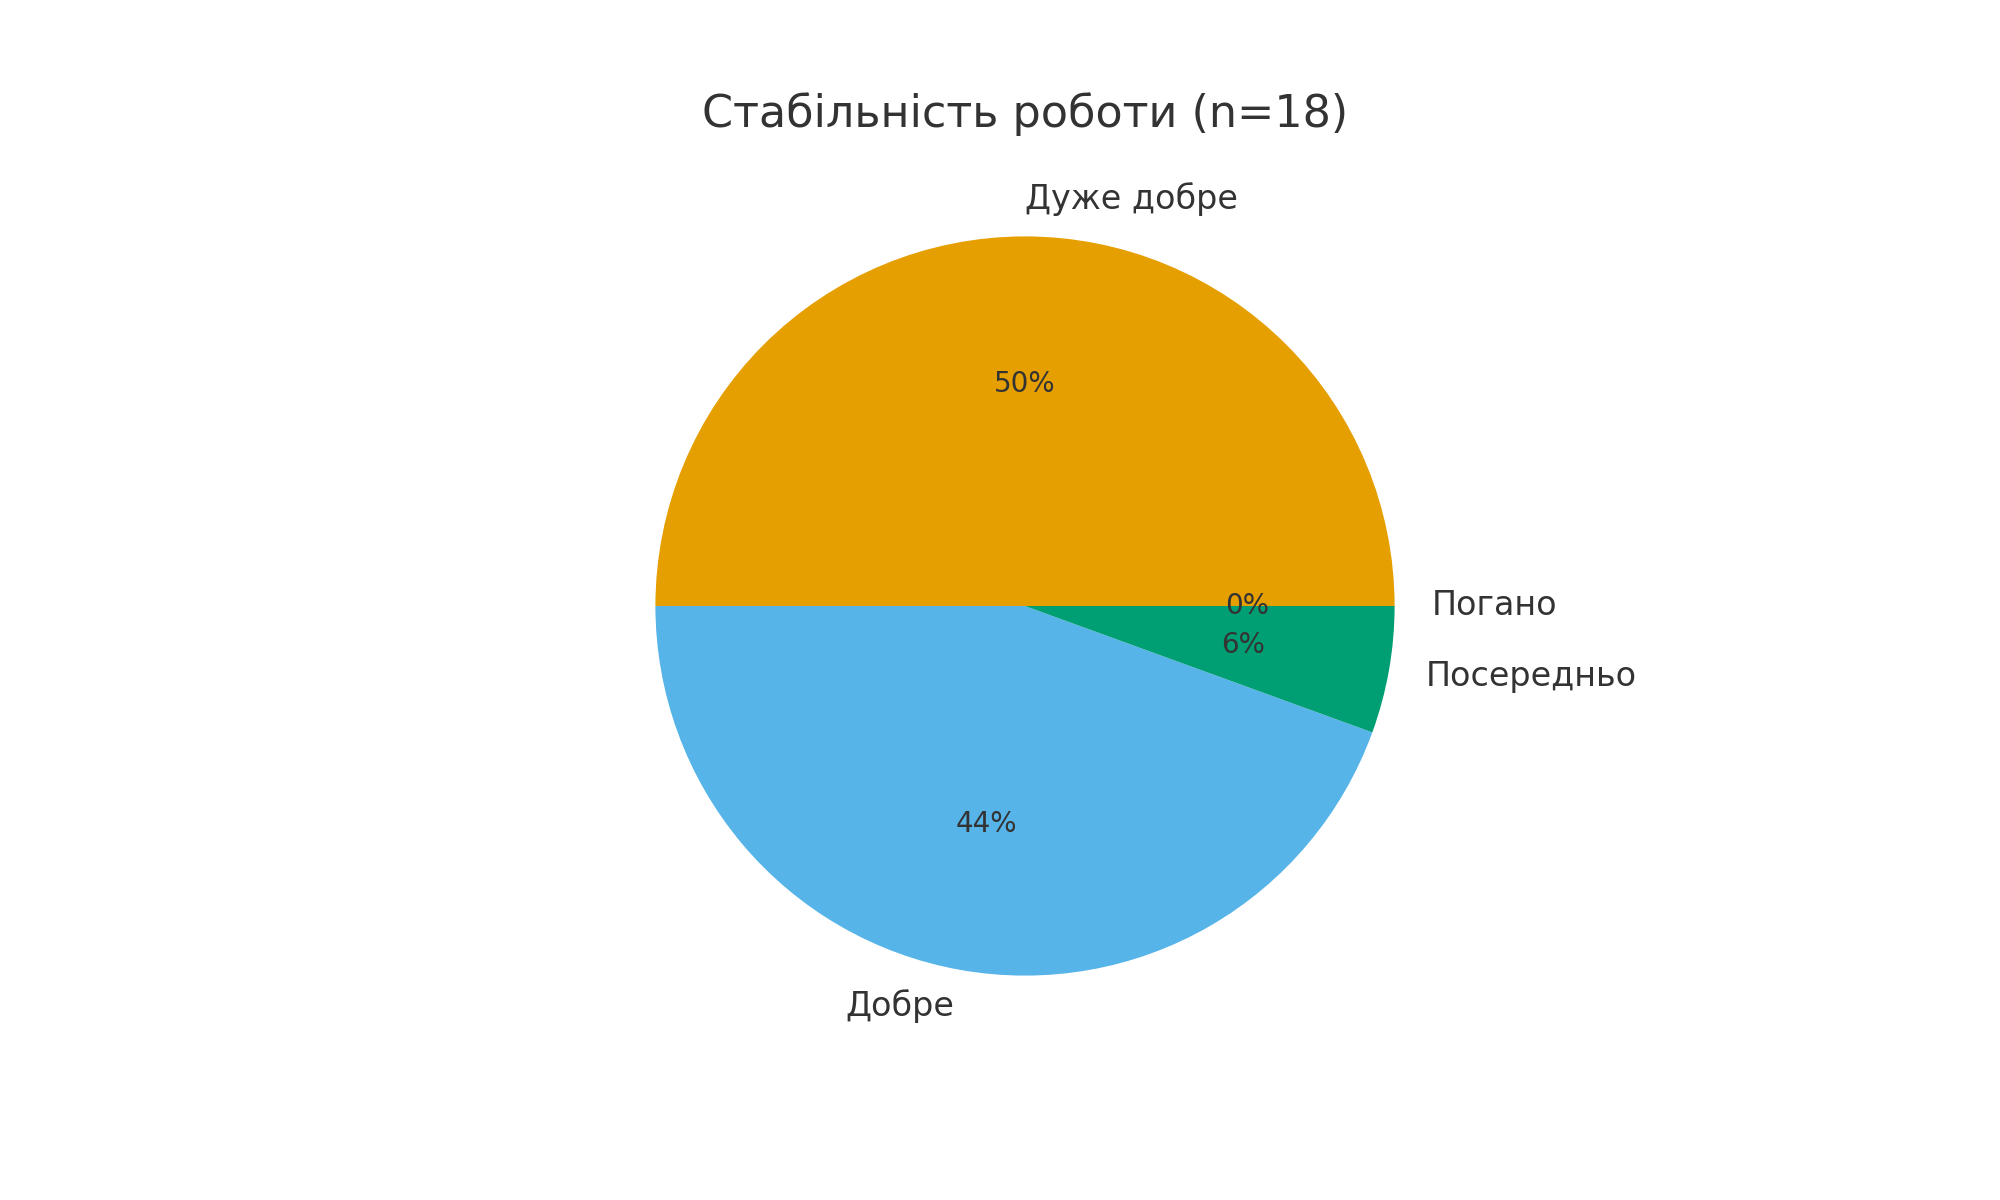 Стабільність роботи (n=18)
Дуже добре
50%
0%
Погано
6%
Посередньо
44%
Добре